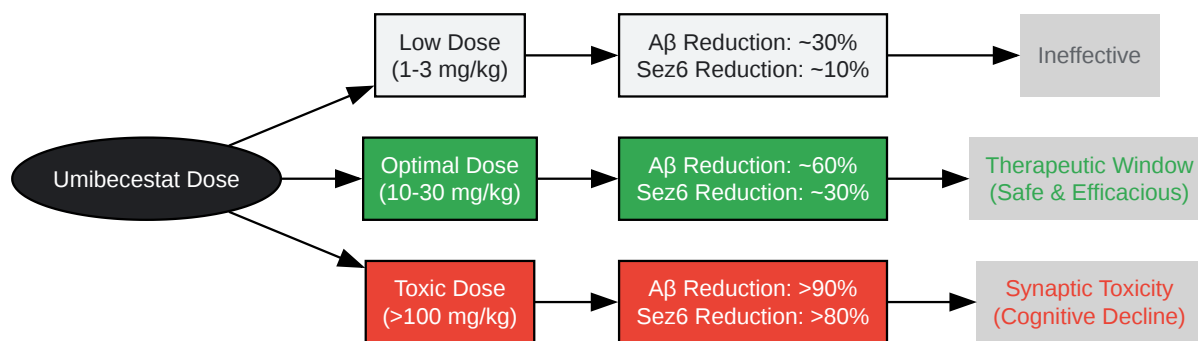 Umibecestat Dose
Low Dose
(1-3 mg/kg)
Aβ Reduction: ~30%
Sez6 Reduction: ~10%
Ineffective
Optimal Dose
(10-30 mg/kg)
Aβ Reduction: ~60%
Sez6 Reduction: ~30%
Therapeutic Window
(Safe & Efficacious)
Toxic Dose
(>100 mg/kg)
Aβ Reduction: >90%
Sez6 Reduction: >80%
Synaptic Toxicity
(Cognitive Decline)